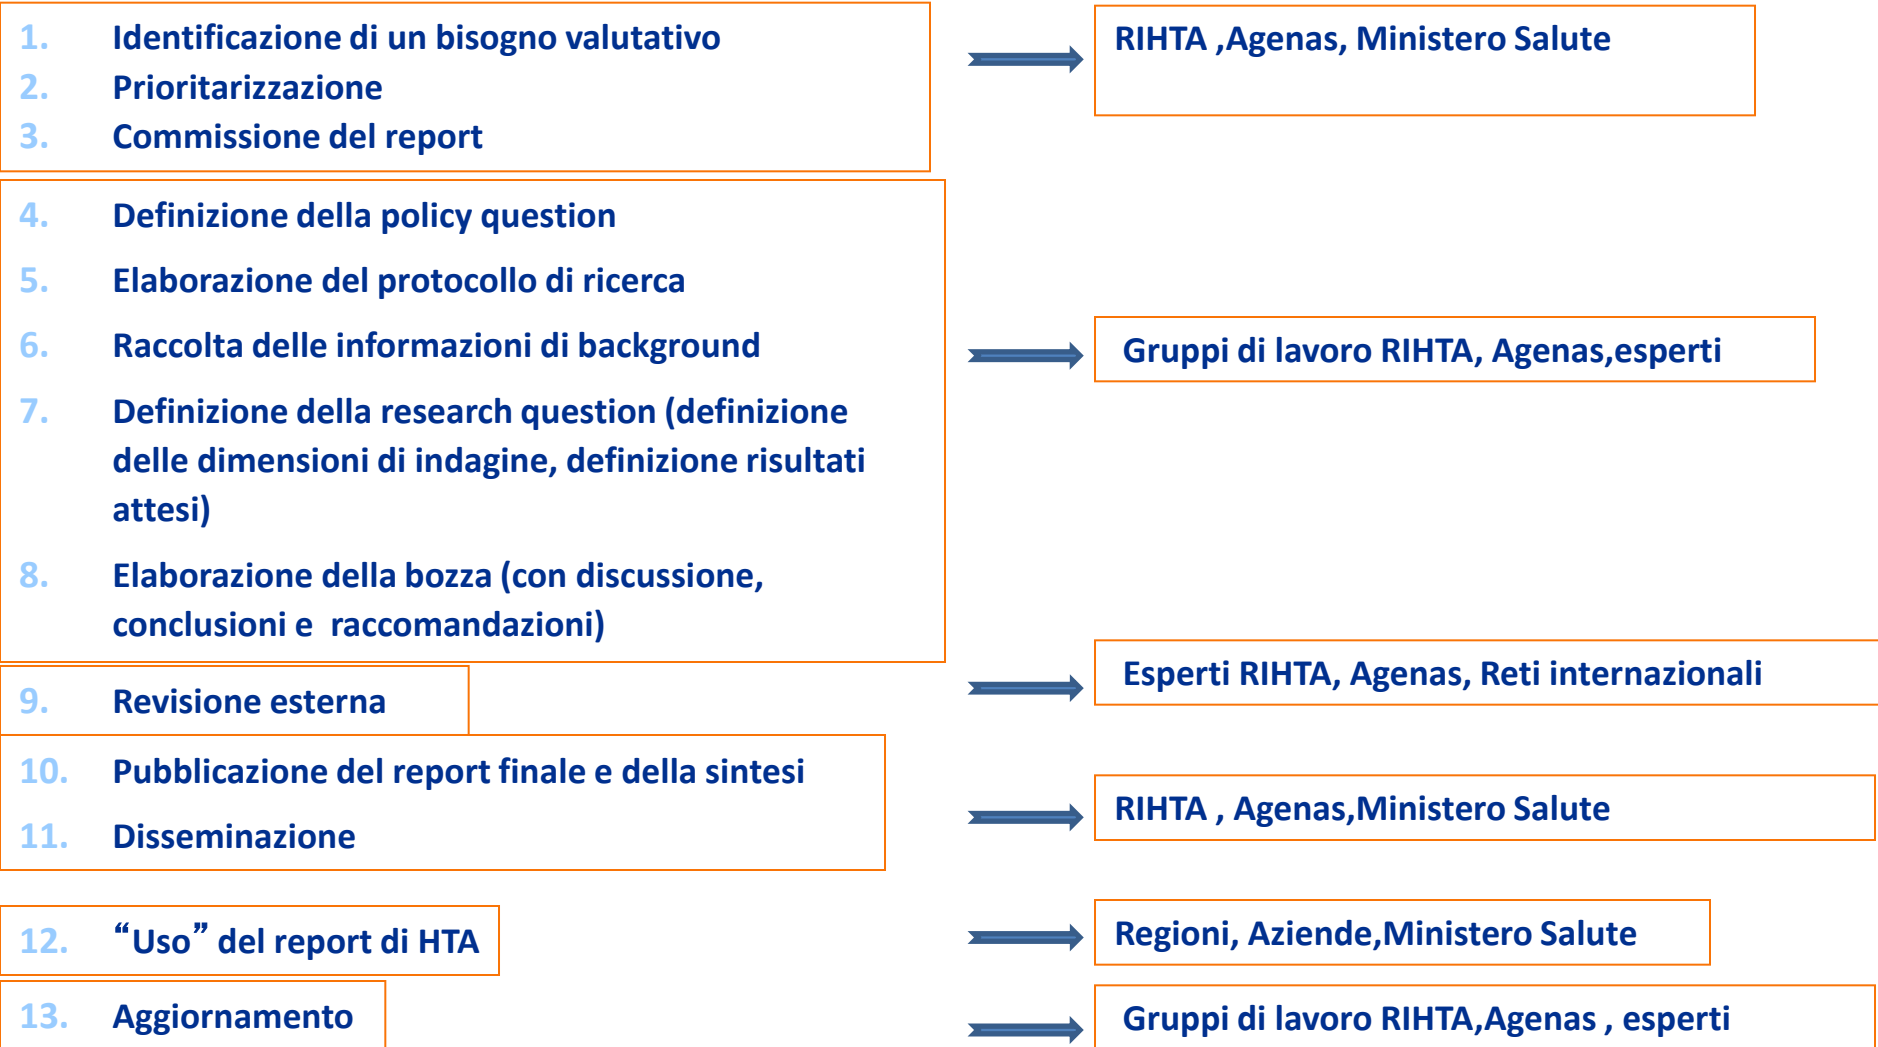 1. Identificazione di un bisogno valutativo
2. Prioritarizzazione
3. Commissione del report
RIHTA ,Agenas, Ministero Salute
4. Definizione della policy question
5. Elaborazione del protocollo di ricerca
6. Raccolta delle informazioni di background
7. Definizione della research question (definizione
delle dimensioni di indagine, definizione risultati
attesi)
8. Elaborazione della bozza (con discussione,
conclusioni e raccomandazioni)
Gruppi di lavoro RIHTA, Agenas,esperti
9. Revisione esterna
Esperti RIHTA, Agenas, Reti internazionali
10. Pubblicazione del report finale e della sintesi
11. Disseminazione
RIHTA , Agenas,Ministero Salute
12. “Uso” del report di HTA
Regioni, Aziende,Ministero Salute
13. Aggiornamento
Gruppi di lavoro RIHTA,Agenas , esperti